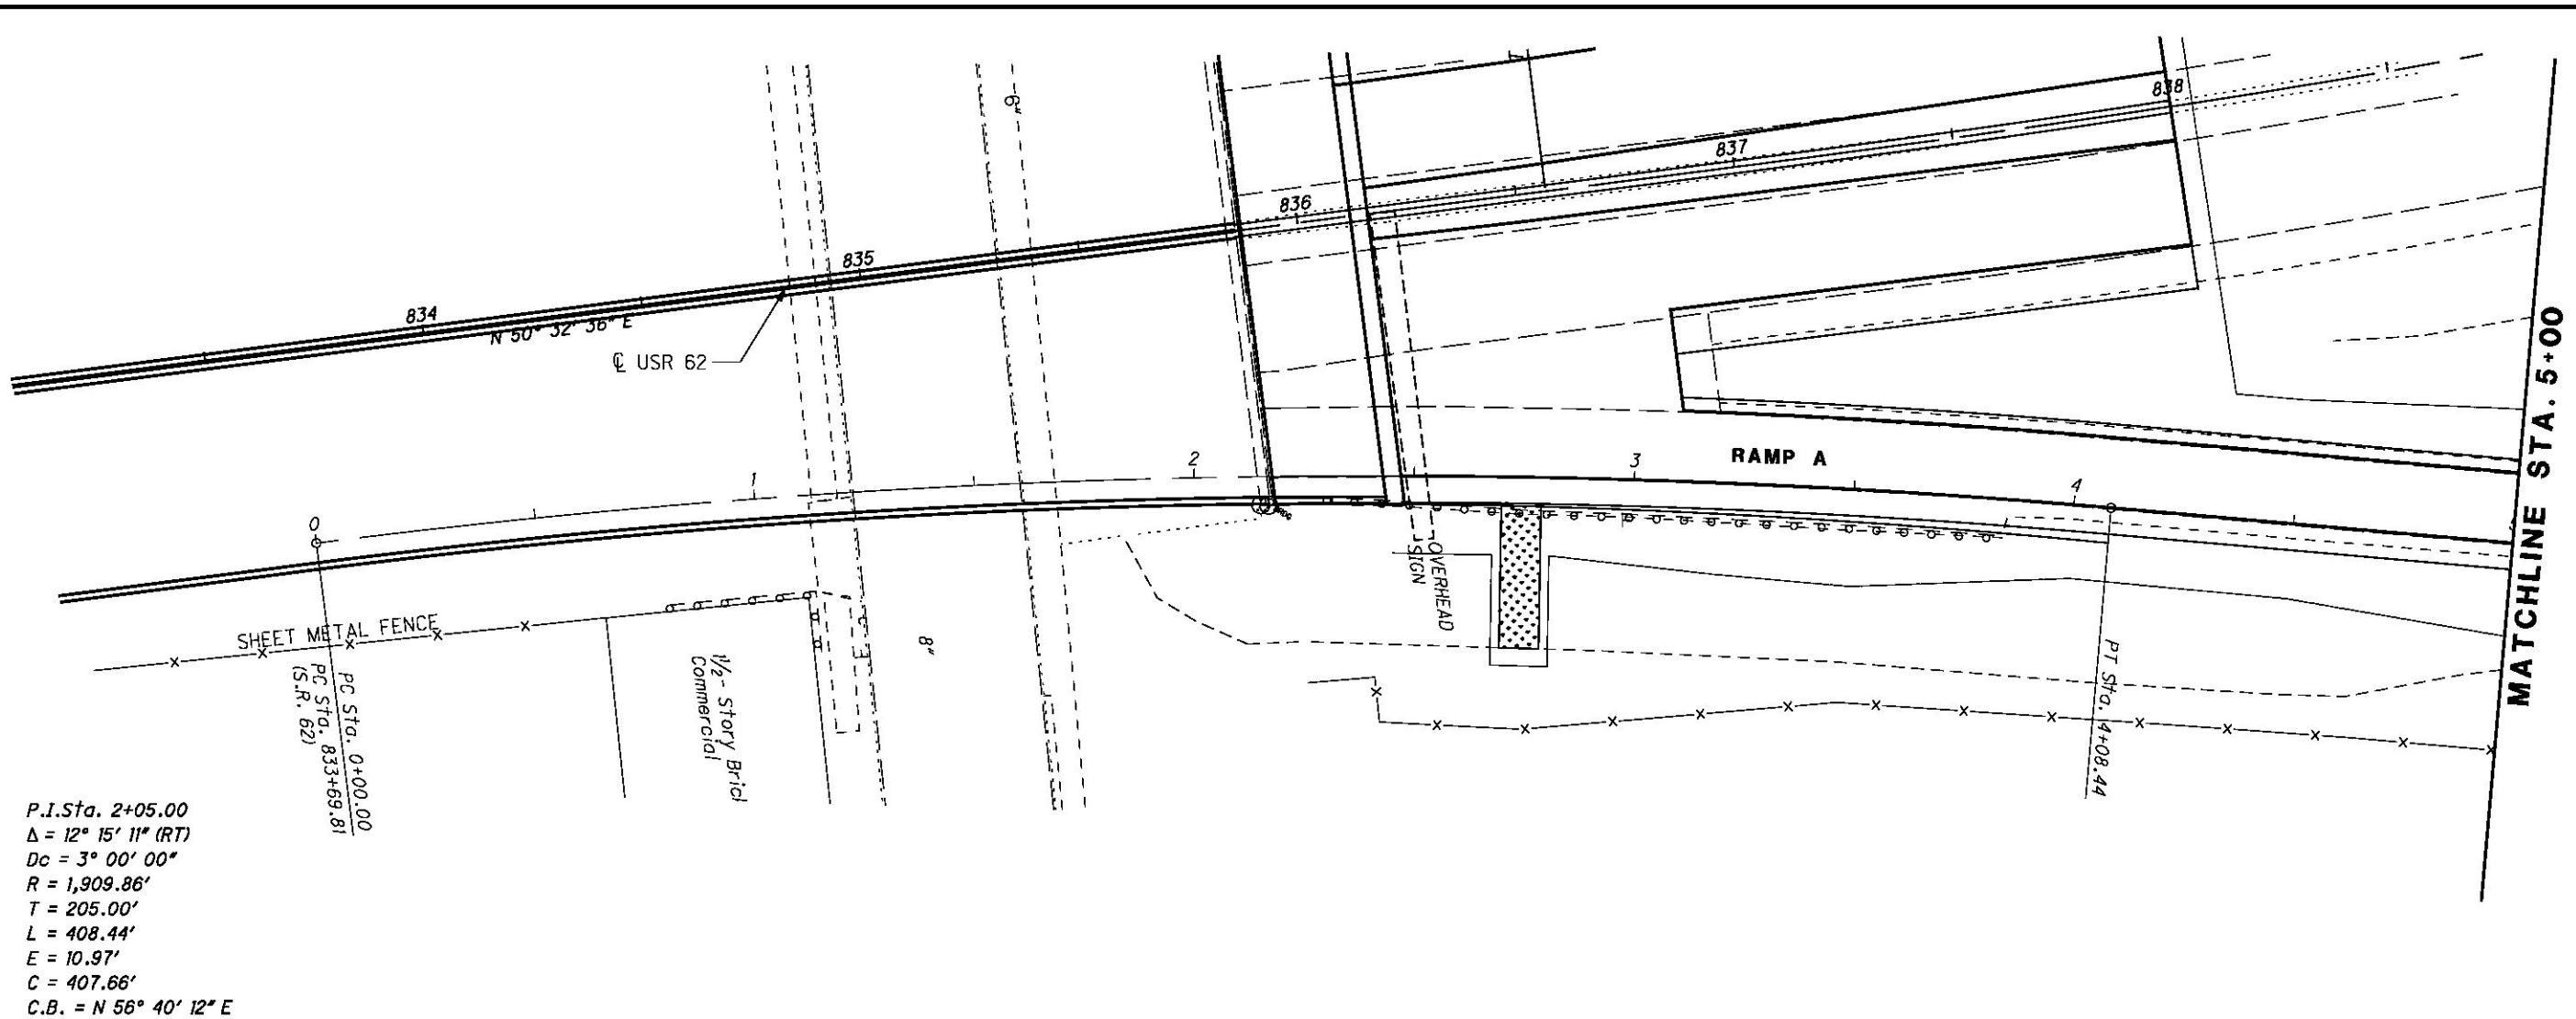 6"
838
837
836
835
834
N 50° 32' 36" E
℄ USR 62
MATCHLINE STA. 5+00
RAMP A
0
1
2
3
4
OVERHEAD
SIGN
SHEET METAL FENCE
8"
1½- Story Bricl
Commercial
PC Sta. 0+00.00
PC Sta. 833+69.81
(S.R. 62)
PT Sta. 4+08.44
P.I.Sta. 2+05.00
Δ = 12° 15' 11" (RT)
Dc = 3° 00' 00"
R = 1,909.86'
T = 205.00'
L = 408.44'
E = 10.97'
C = 407.66'
C.B. = N 56° 40' 12" E